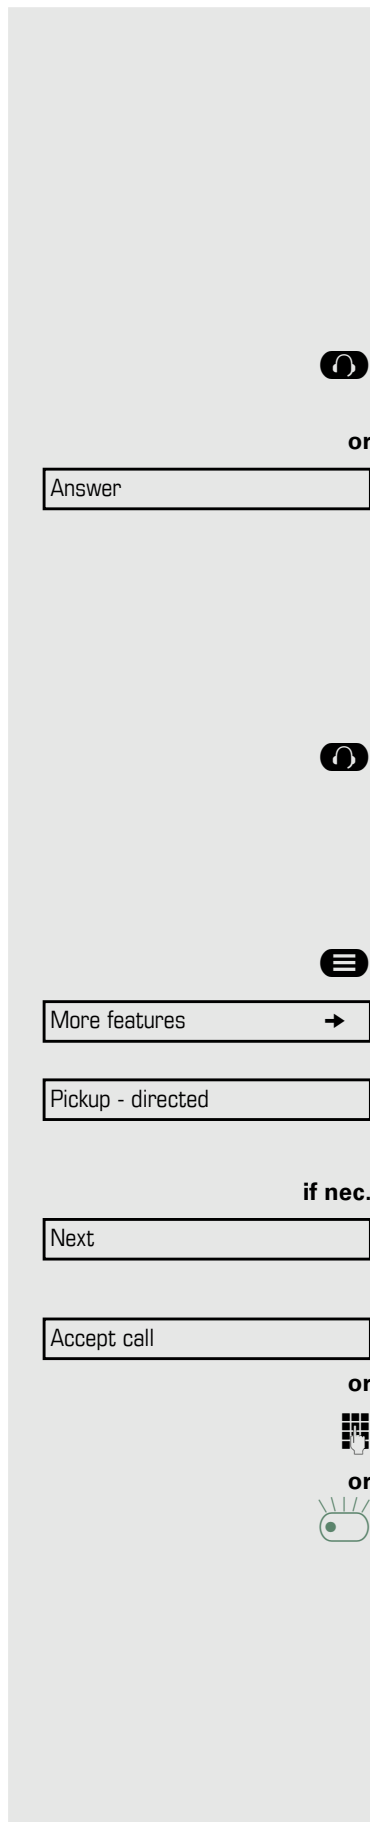 or
Answer
More features ➔
Pickup - directed
if nec.
Next
Accept call
or
or